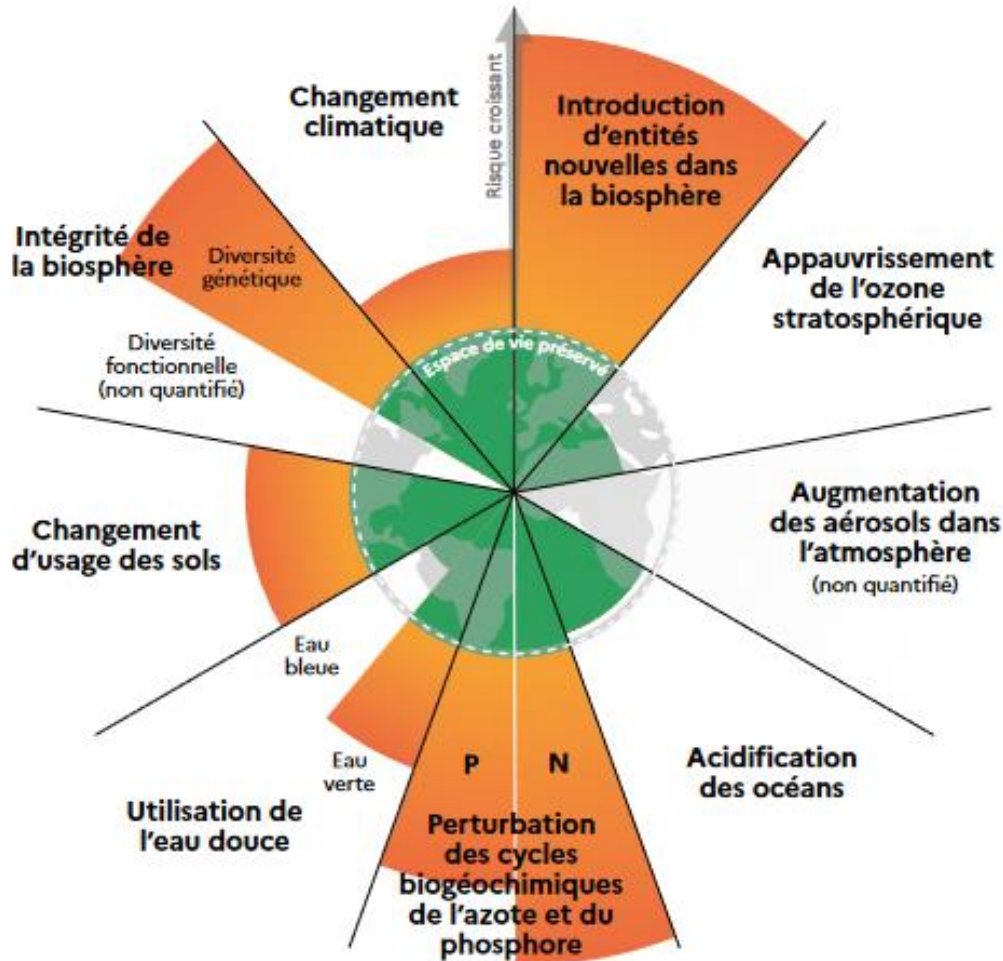 Changement
climatique
Risque croissant
Introduction
d'entités
nouvelles dans
la biosphère
Intégrité de
la biosphère
Diversité
génétique
Appauvrissement
de l'ozone
stratosphérique
Diversité
fonctionnelle
(non quantifié)
Espace de vie préservé
Changement
d'usage des sols
Augmentation
des aérosols dans
l'atmosphère
(non quantifié)
Eau
bleue
Eau
verte
P
N
Acidification
des océans
Utilisation de
l'eau douce
Perturbation
des cycles
biogéochimiques
de l'azote et du
phosphore